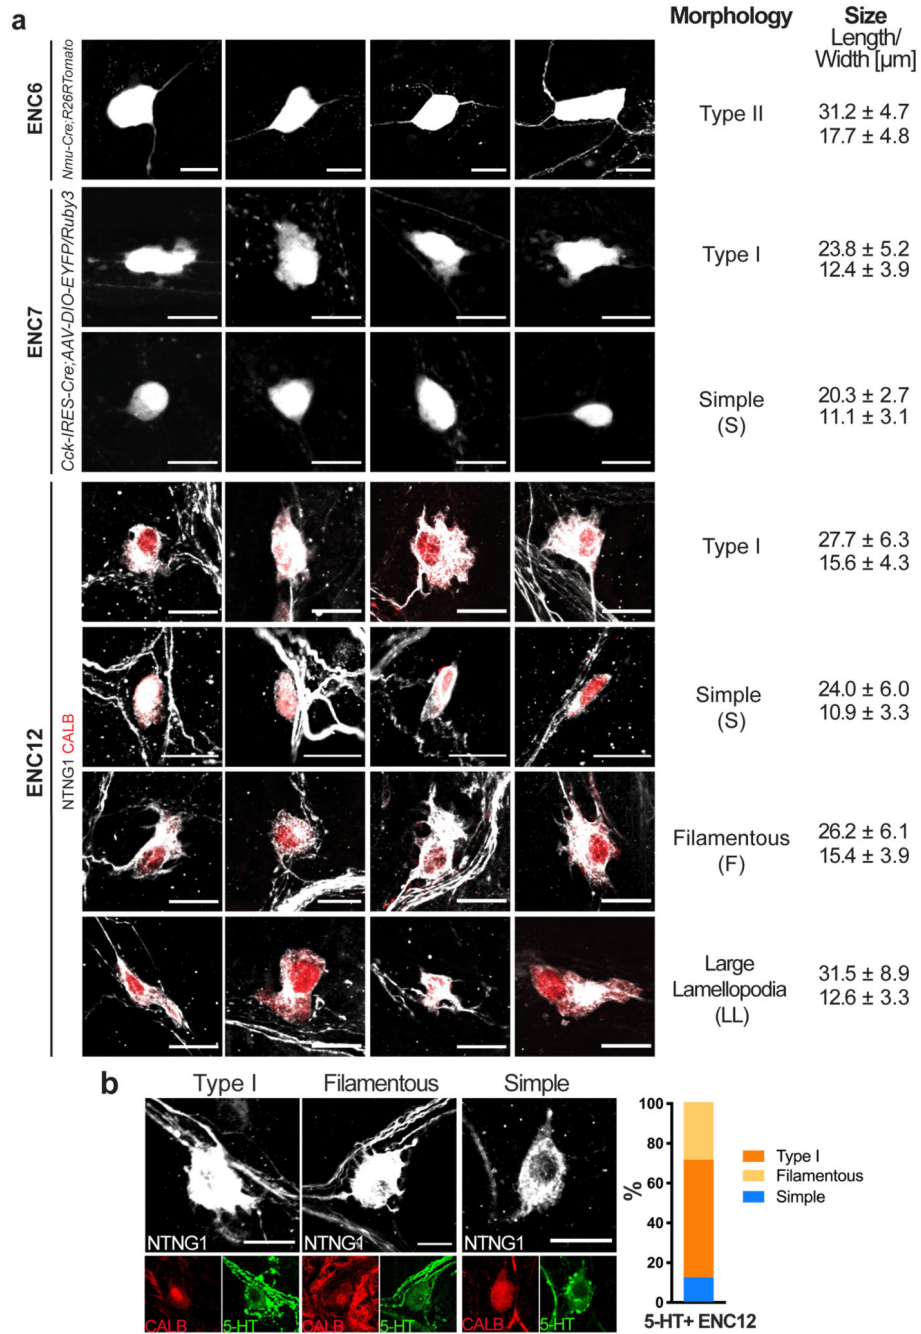 a
Morphology
Size
Length/
Width [µm]
ENC6
Nmu-Cre;R26RTomato
Type II
31.2 ± 4.7
17.7 ± 4.8
ENC7
Cck-IRES-Cre;AAV-DIO-EYFP/Ruby3
Type I
23.8 ± 5.2
12.4 ± 3.9
Simple
(S)
20.3 ± 2.7
11.1 ± 3.1
ENC12
NTNG1 CALB
Type I
27.7 ± 6.3
15.6 ± 4.3
Simple
(S)
24.0 ± 6.0
10.9 ± 3.3
Filamentous
(F)
26.2 ± 6.1
15.4 ± 3.9
Large
Lamellopodia
(LL)
31.5 ± 8.9
12.6 ± 3.3
b
Type I
Filamentous
Simple
NTNG1
NTNG1
NTNG1
CALB
5-HT
CALB
5-HT
CALB
5-HT
%
100
80
60
40
20
0
Type I
Filamentous
Simple
5-HT+ ENC12